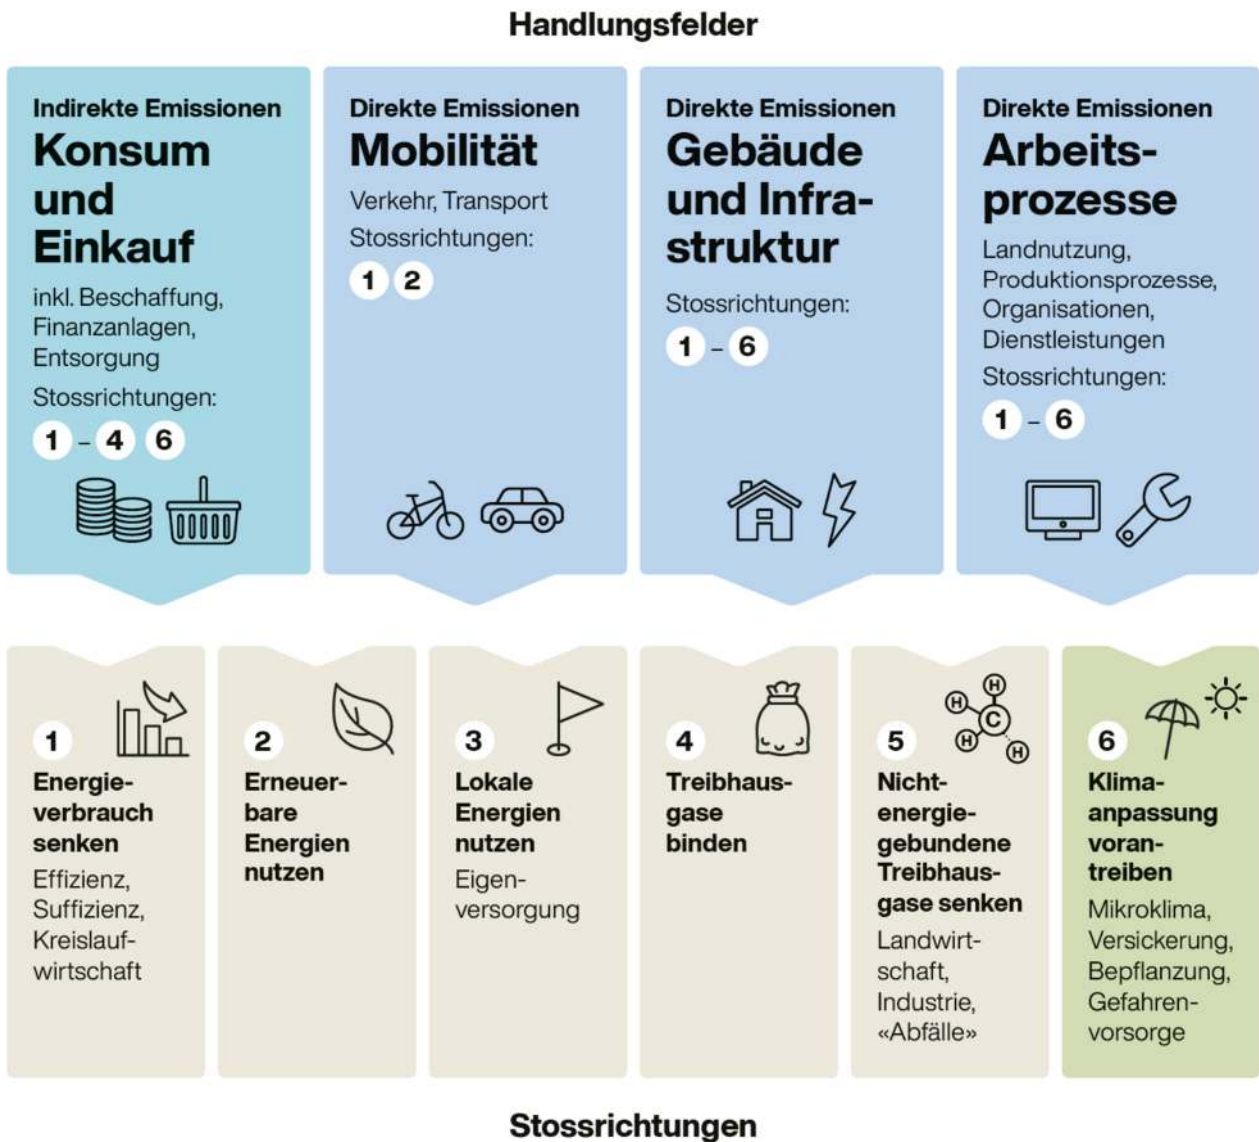 Handlungsfelder
Indirekte Emissionen
Konsum
und
Einkauf
inkl. Beschaffung,
Finanzanlagen,
Entsorgung
Stossrichtungen:
1 – 4 6
Direkte Emissionen
Mobilität
Verkehr, Transport
Stossrichtungen:
1 2
Direkte Emissionen
Gebäude
und Infra-
struktur
Stossrichtungen:
1 – 6
Direkte Emissionen
Arbeits-
prozesse
Landnutzung,
Produktionsprozesse,
Organisationen,
Dienstleistungen
Stossrichtungen:
1 – 6
1
Energie-
verbrauch
senken
Effizienz,
Suffizienz,
Kreislauf-
wirtschaft
2
Erneuer-
bare
Energien
nutzen
3
Lokale
Energien
nutzen
Eigen-
versorgung
4
Treibhaus-
gase
binden
H
H
C
H
H
5
Nicht-
energie-
gebundene
Treibhaus-
gase senken
Landwirt-
schaft,
Industrie,
«Abfälle»
6
Klima-
anpassung
voran-
treiben
Mikroklima,
Versickerung,
Bepflanzung,
Gefahren-
vorsorge
Stossrichtungen